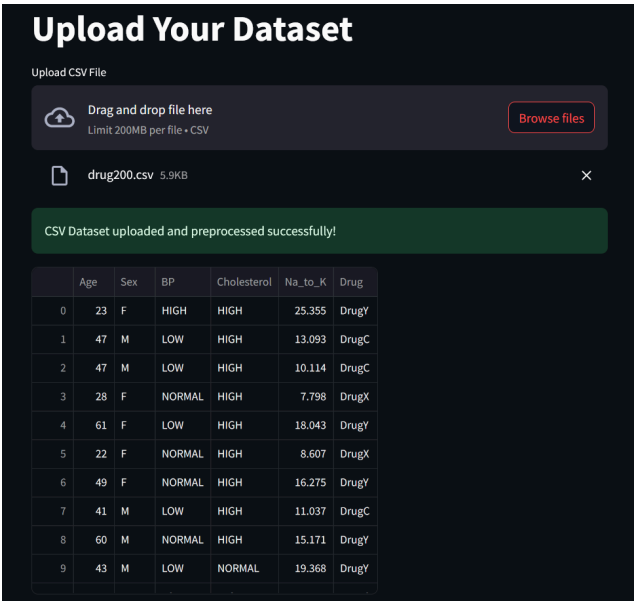 Upload Your Dataset
Upload CSV File
Drag and drop file here
Limit 200MB per file • CSV
Browse files
drug200.csv 5.9KB
CSV Dataset uploaded and preprocessed successfully!
Age Sex BP Cholesterol Na_to_K Drug
0 23 F HIGH HIGH 25.355 DrugY
1 47 M LOW HIGH 13.093 DrugC
2 47 M LOW HIGH 10.114 DrugC
3 28 F NORMAL HIGH 7.798 DrugX
4 61 F LOW HIGH 18.043 DrugY
5 22 F NORMAL HIGH 8.607 DrugX
6 49 F NORMAL HIGH 16.275 DrugY
7 41 M LOW HIGH 11.037 DrugC
8 60 M NORMAL HIGH 15.171 DrugY
9 43 M LOW NORMAL 19.368 DrugY